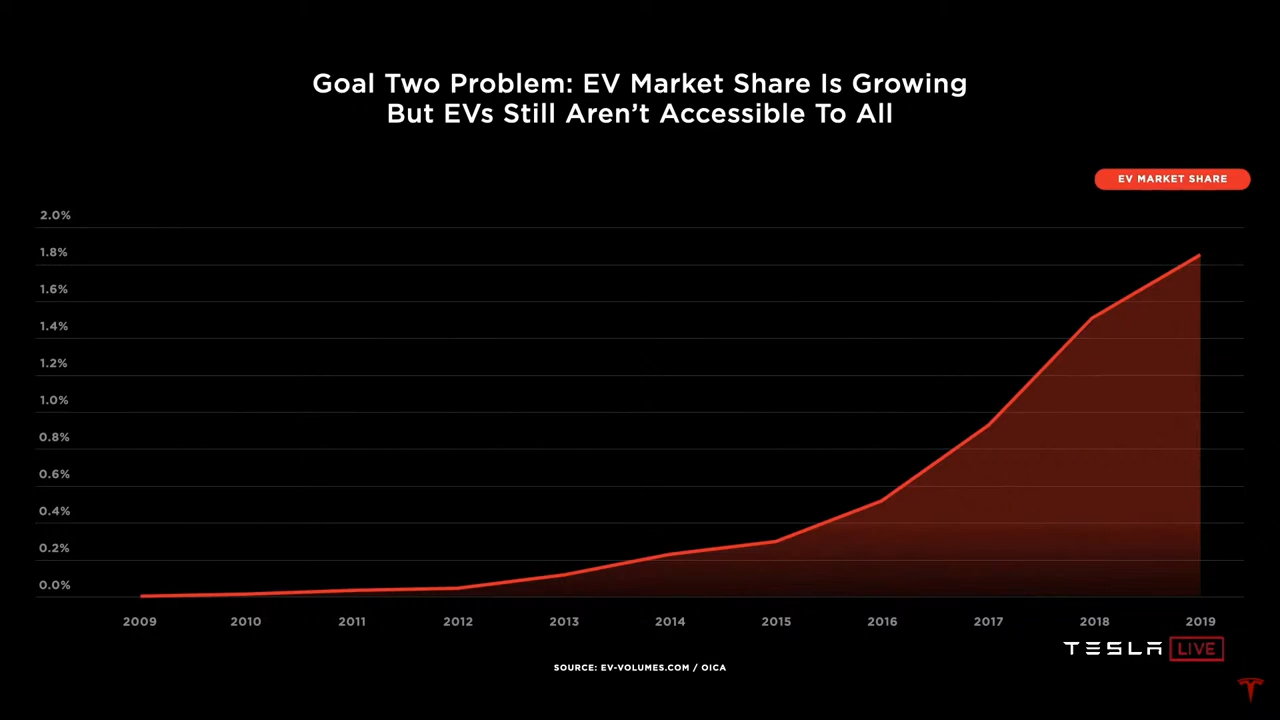 Goal Two Problem: EV Market Share Is Growing
But EVs Still Aren’t Accessible To All
EV MARKET SHARE
2.0%
1.8%
1.6%
1.4%
1.2%
1.0%
0.8%
0.6%
0.4%
0.2%
0.0%
2009 2010 2011 2012 2013 2014 2015 2016 2017 2018 2019
TESLA LIVE
SOURCE: EV-VOLUMES.COM / OICA